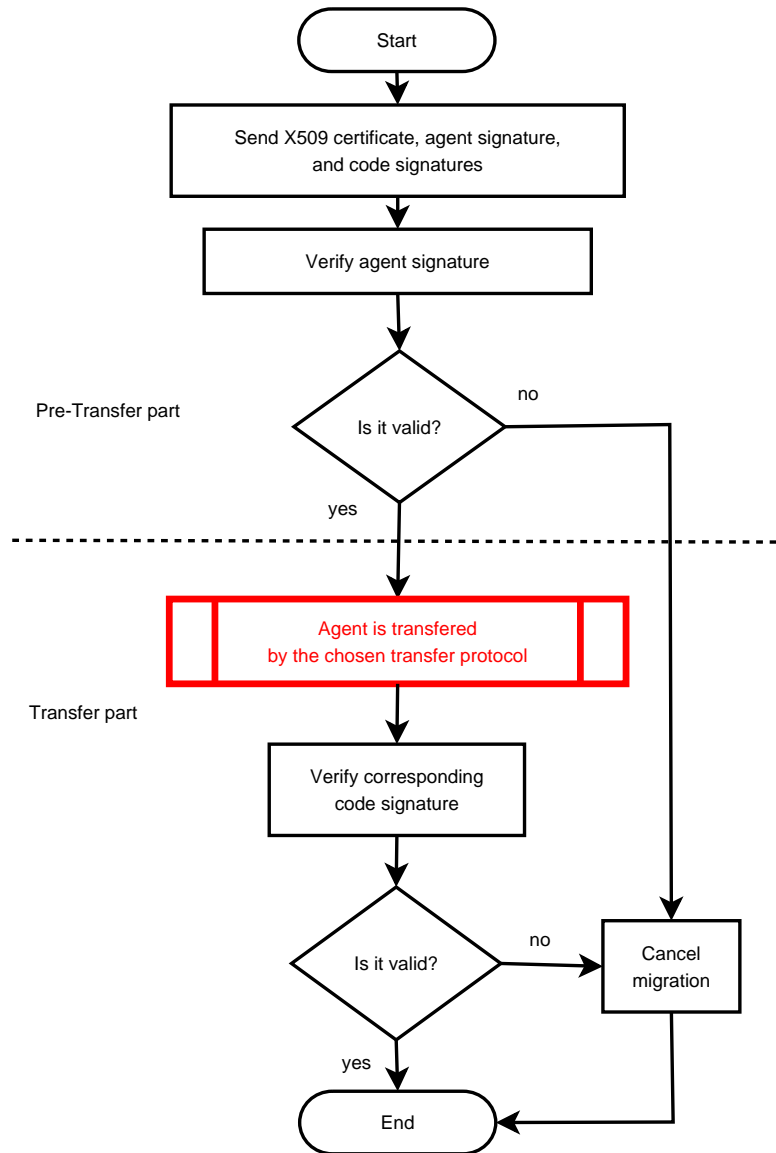 Start
Send X509 certificate, agent signature,
and code signatures
Verify agent signature
Pre-Transfer part
Is it valid?
no
yes
Agent is transfered
by the chosen transfer protocol
Transfer part
Verify corresponding
code signature
Is it valid?
no
Cancel
migration
yes
End